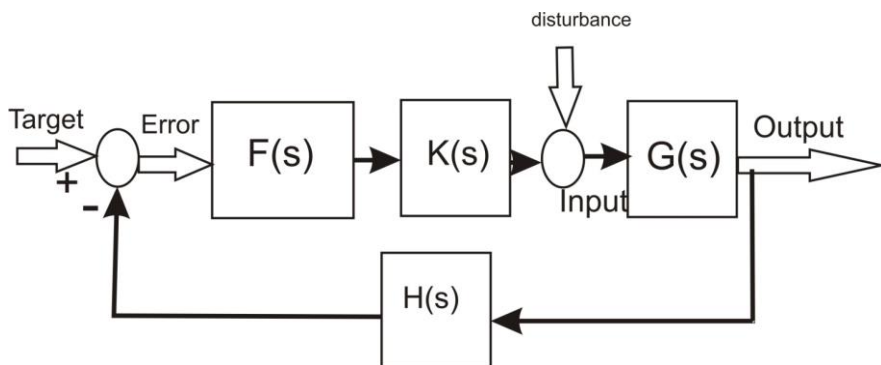 disturbance
Target
Error
F(s)
K(s)
G(s)
Output
+
-
Input
H(s)